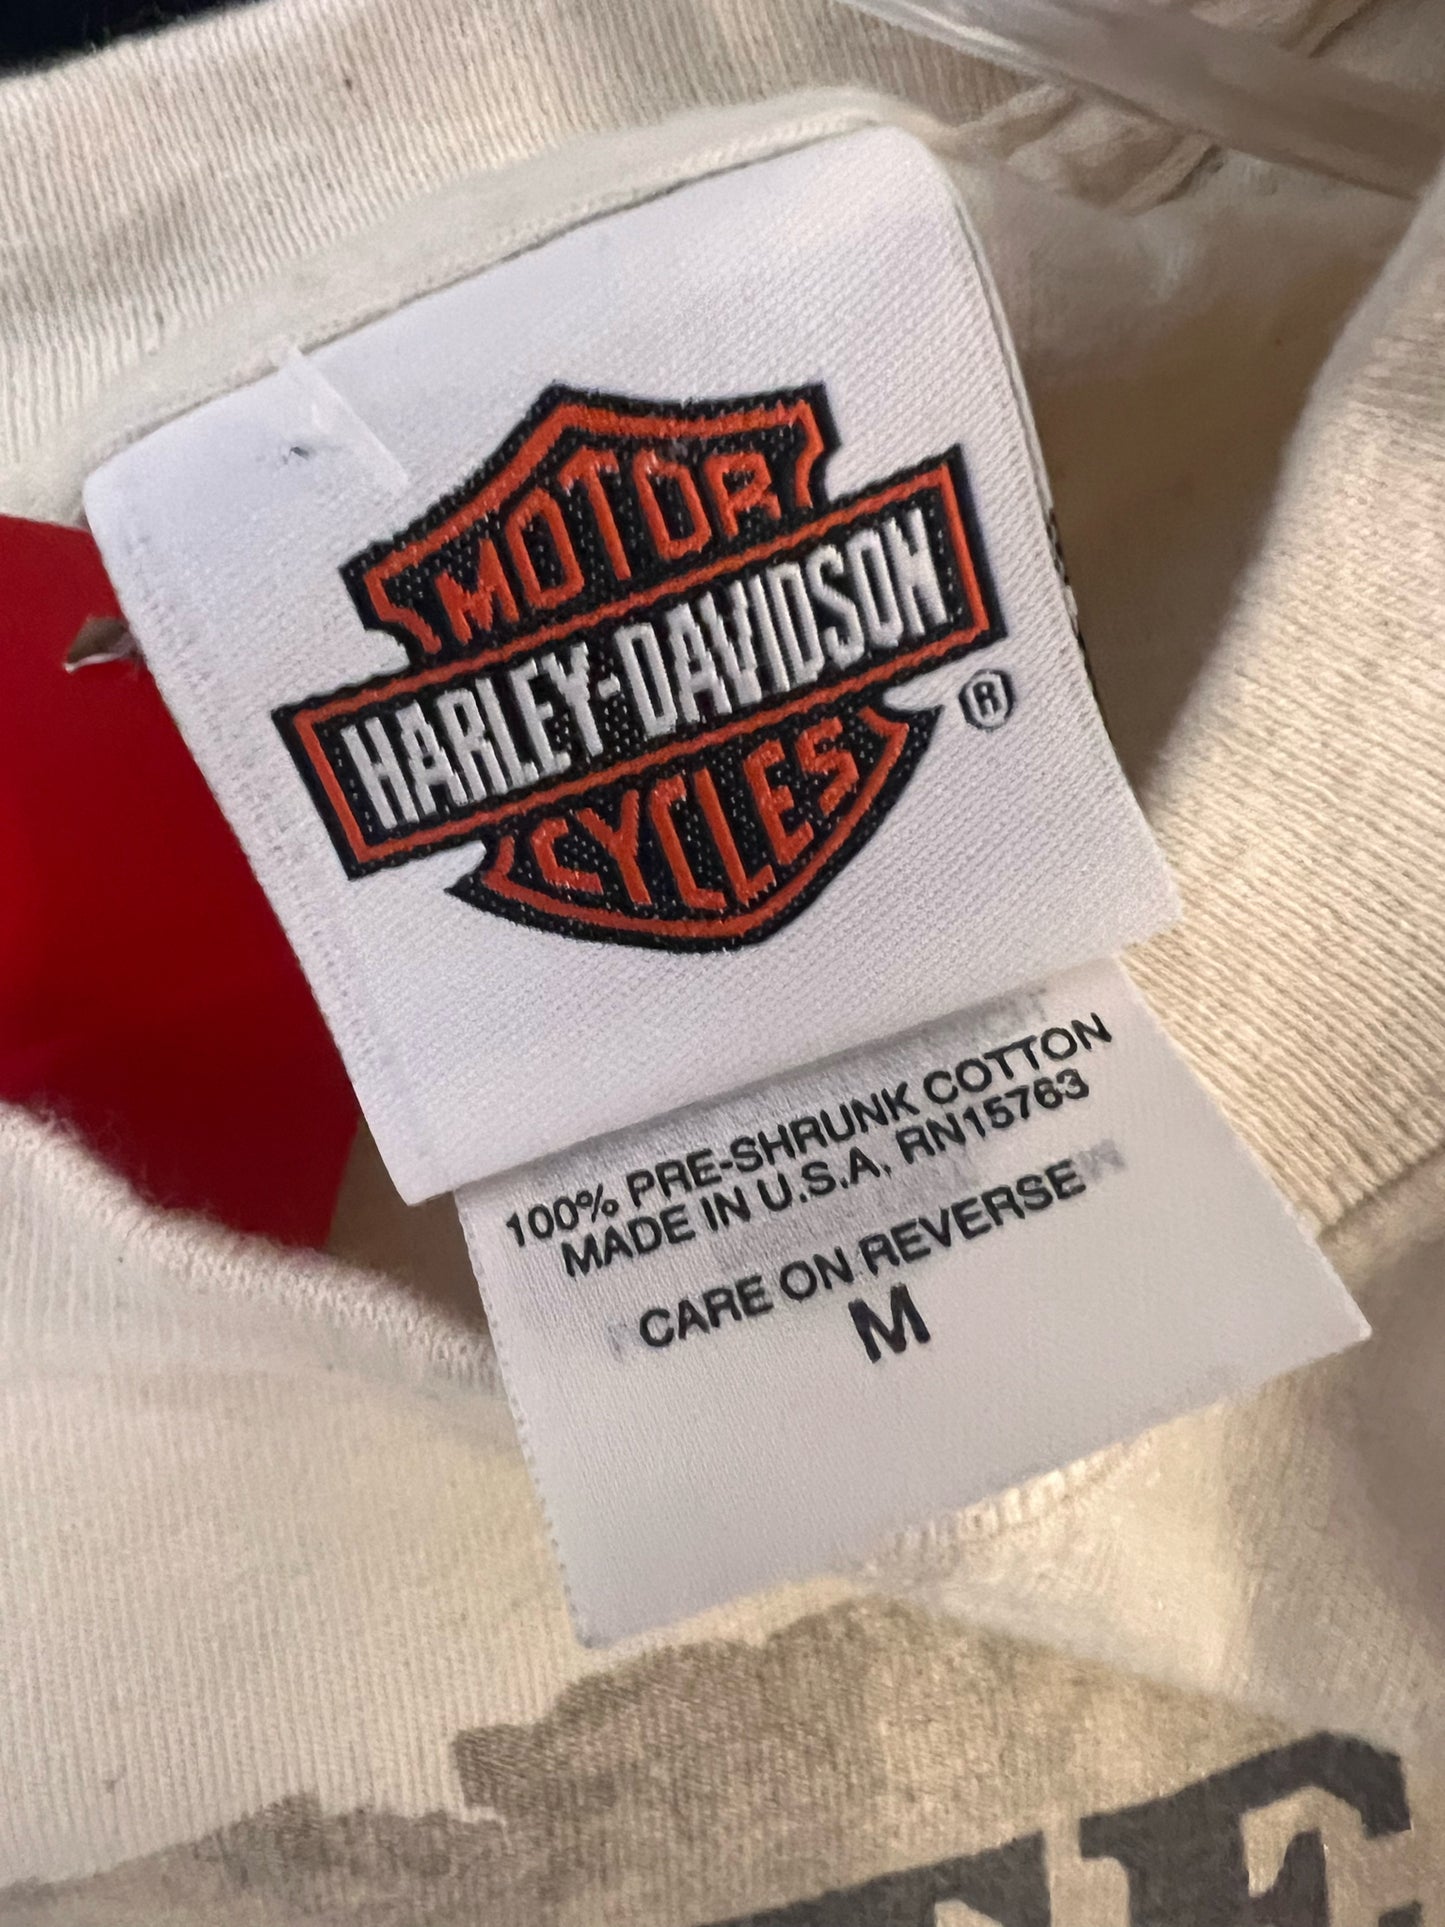 MOTOR
HARLEY-DAVIDSON
CYCLES
®
100% PRE-SHRUNK COTTON
MADE IN U.S.A. RN15763
CARE ON REVERSE
M